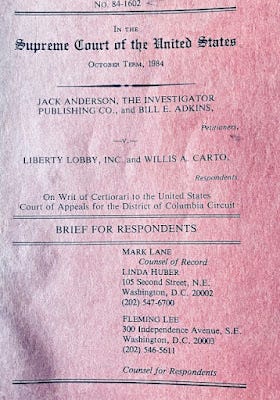 No. 84-1602
IN THE
Supreme Court of the United States
OCTOBER TERM, 1984
JACK ANDERSON, THE INVESTIGATOR
PUBLISHING CO., and BILL E. ADKINS,
Petitioners,
—v.—
LIBERTY LOBBY, INC. and WILLIS A. CARTO,
Respondents.
On Writ of Certiorari to the United States
Court of Appeals for the District of Columbia Circuit
BRIEF FOR RESPONDENTS
MARK LANE
Counsel of Record
LINDA HUBER
105 Second Street, N.E.
Washington, D.C. 20002
(202) 547-6700
FLEMING LEE
300 Independence Avenue, S.E.
Washington, D.C. 20003
(202) 546-5611
Counsel for Respondents